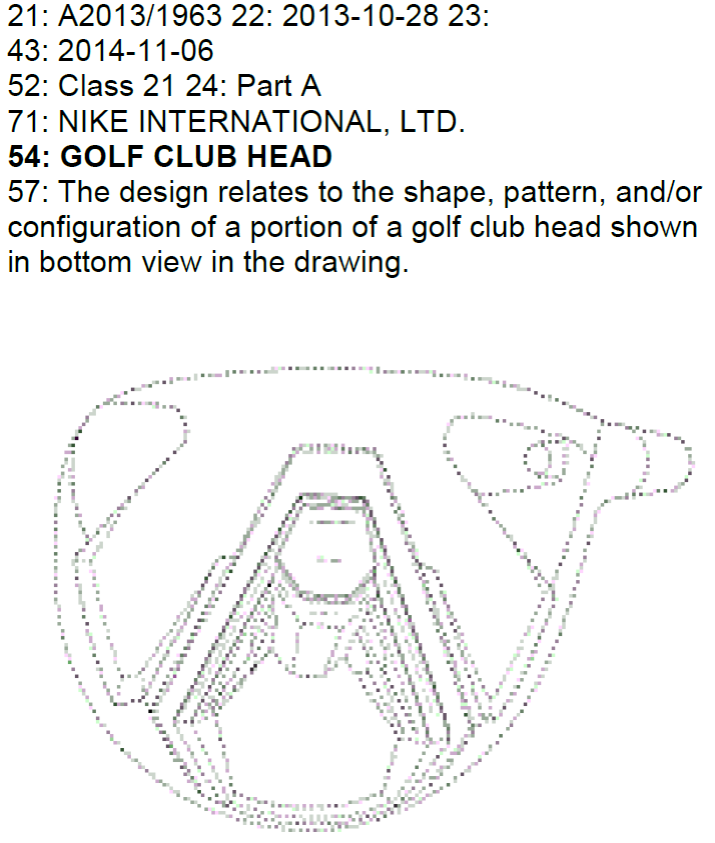 21: A2013/1963 22: 2013-10-28 23:
43: 2014-11-06
52: Class 21 24: Part A
71: NIKE INTERNATIONAL, LTD.
54: GOLF CLUB HEAD
57: The design relates to the shape, pattern, and/or
configuration of a portion of a golf club head shown
in bottom view in the drawing.